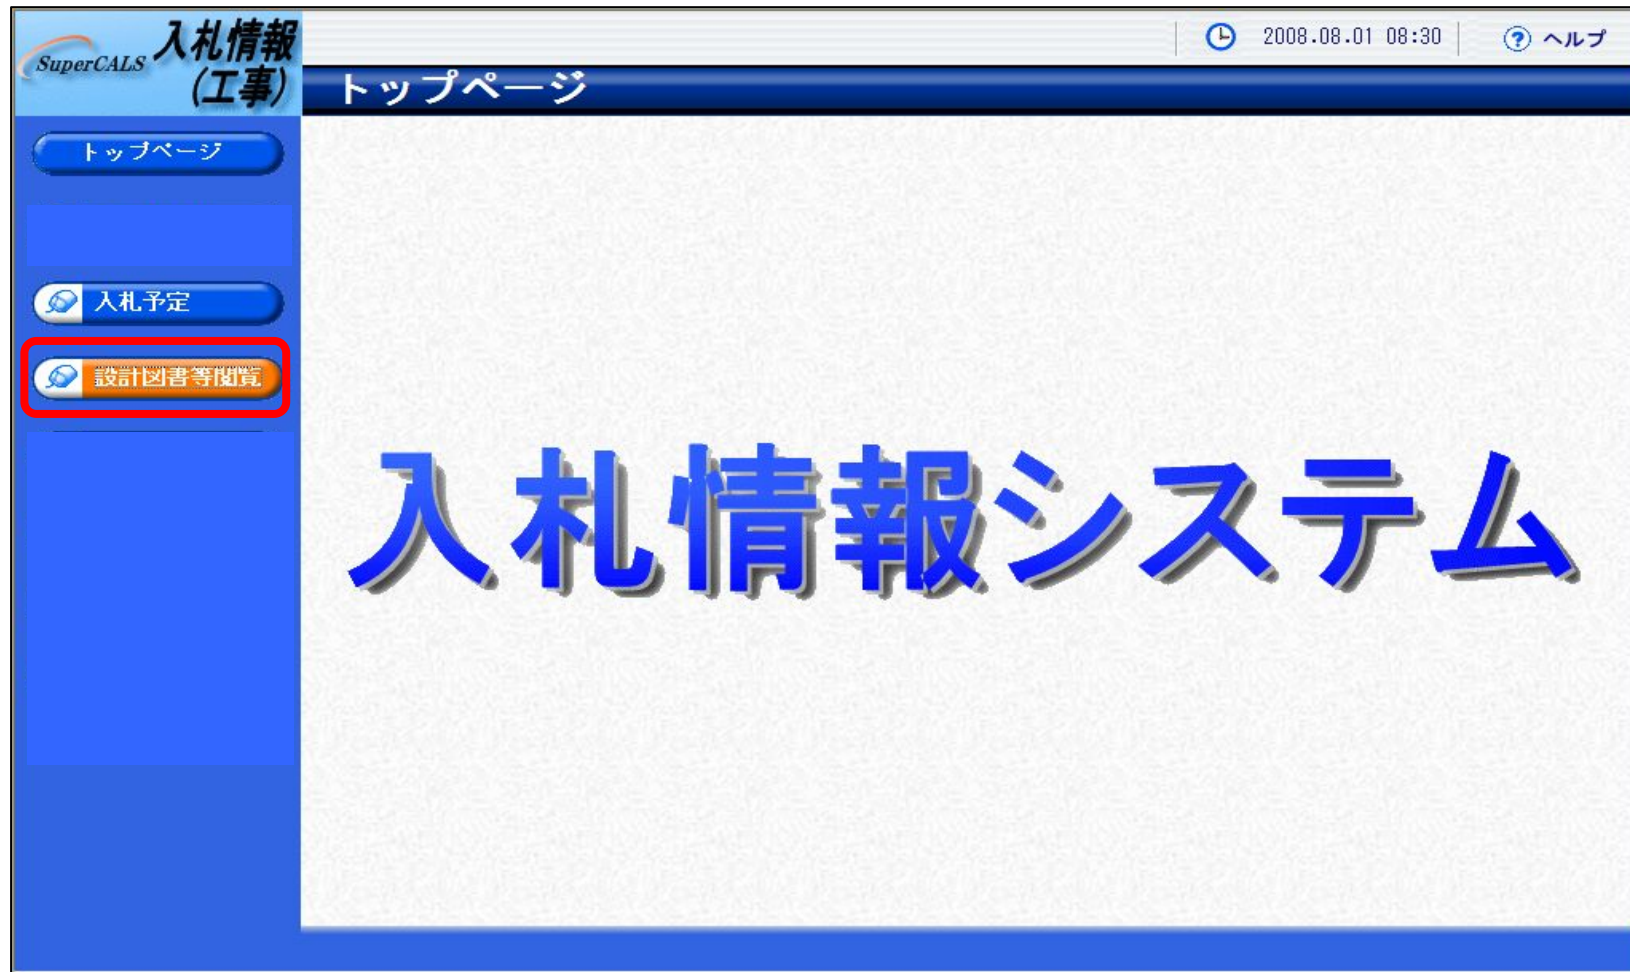 SuperCALS 入札情報
(工事)
2008.08.01 08:30
ヘルプ
トップページ
トップページ
入札予定
設計図書等閲覧
入札情報システム